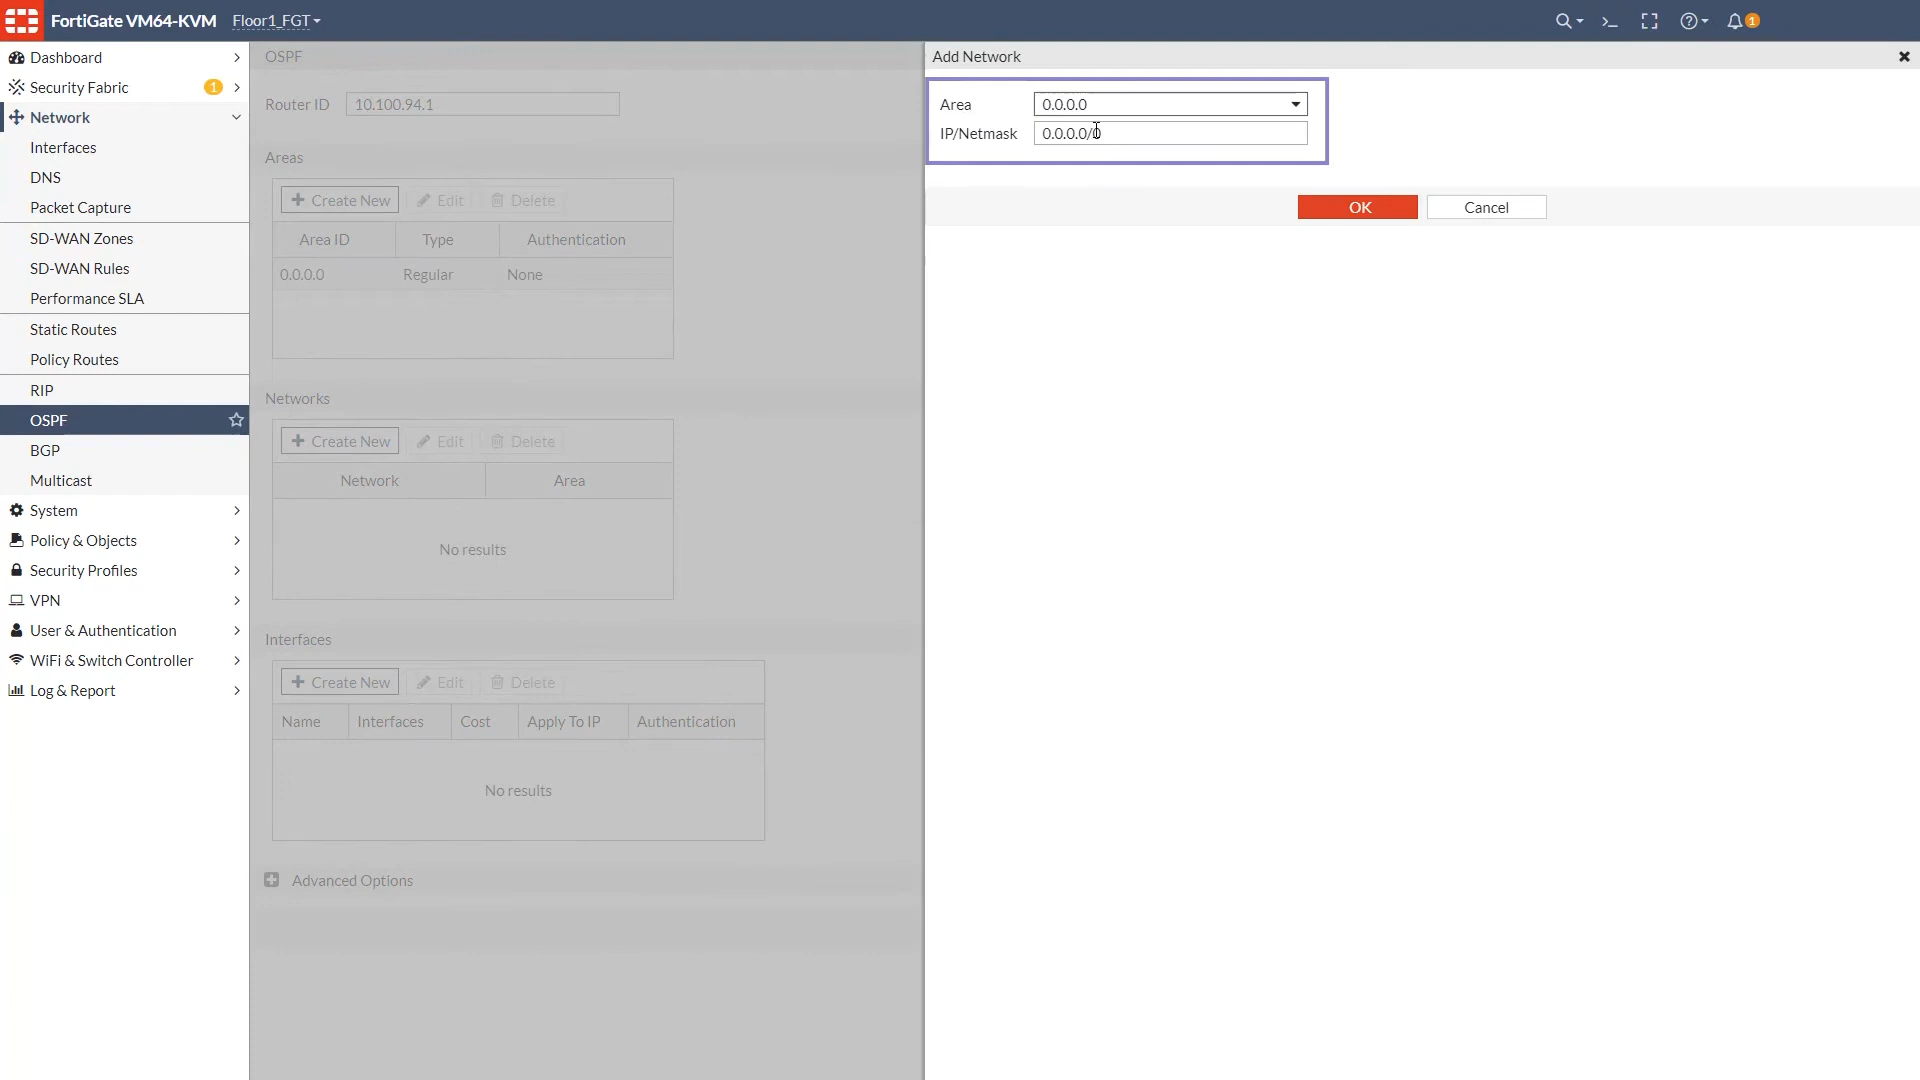 FortiGate VM64-KVM Floor1_FGT
1
Dashboard
Security Fabric 1
Network
Interfaces
DNS
Packet Capture
SD-WAN Zones
SD-WAN Rules
Performance SLA
Static Routes
Policy Routes
RIP
OSPF
BGP
Multicast
System
Policy & Objects
Security Profiles
VPN
User & Authentication
WiFi & Switch Controller
Log & Report
OSPF
Router ID 10.100.94.1
Areas
Create New Edit Delete
Area ID Type Authentication
0.0.0.0 Regular None
Networks
Create New Edit Delete
Network Area
No results
Interfaces
Create New Edit Delete
Name Interfaces Cost Apply To IP Authentication
No results
Advanced Options
Add Network
Area 0.0.0.0
IP/Netmask 0.0.0.0/0
OK Cancel